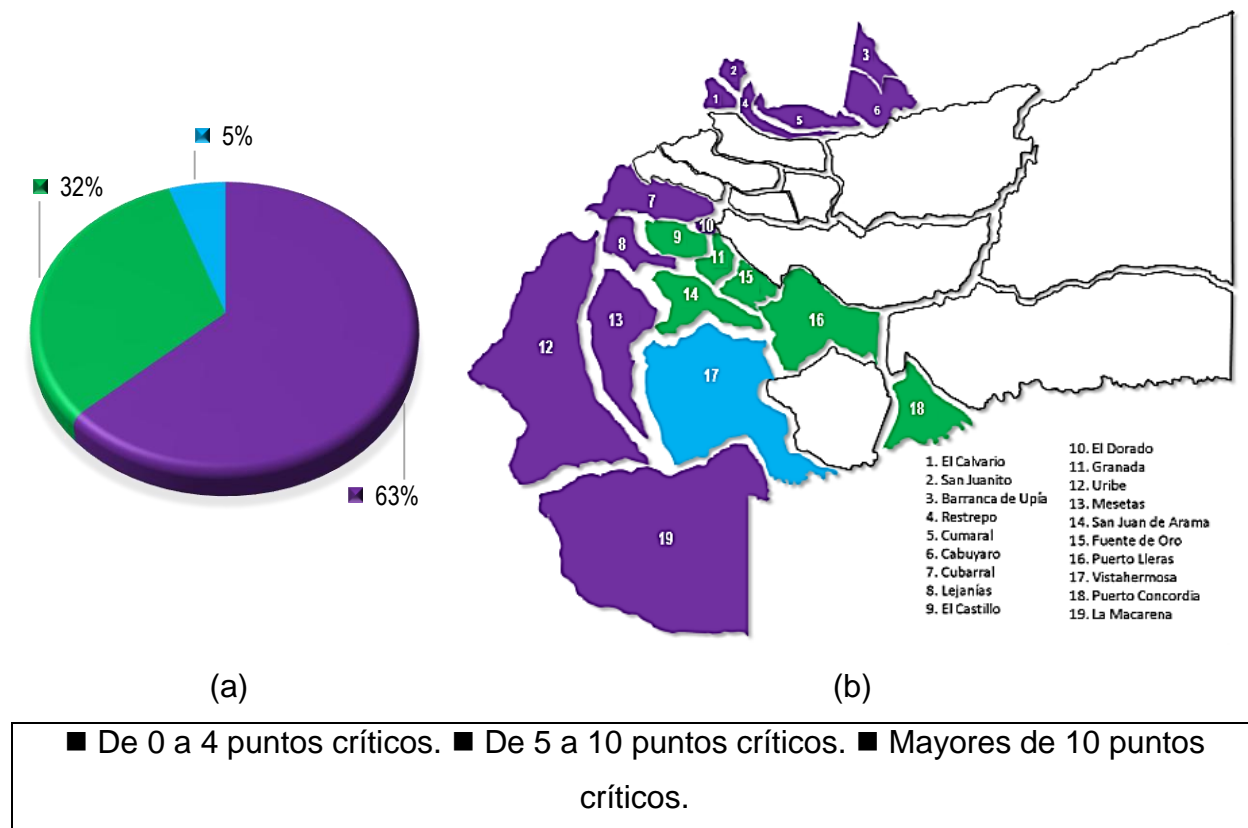 5%
32%
63%
3
2
1
4
5
6
7
10
8
9
11
15
14
13
16
12
17
18
19
1. El Calvario
2. San Juanito
3. Barranca de Upía
4. Restrepo
5. Cumaral
6. Cabuyaro
7. Cubarral
8. Lejanías
9. El Castillo
10. El Dorado
11. Granada
12. Uribe
13. Mesetas
14. San Juan de Arama
15. Fuente de Oro
16. Puerto Lleras
17. Vistahermosa
18. Puerto Concordia
19. La Macarena
(a)
(b)
■ De 0 a 4 puntos críticos. ■ De 5 a 10 puntos críticos. ■ Mayores de 10 puntos
críticos.